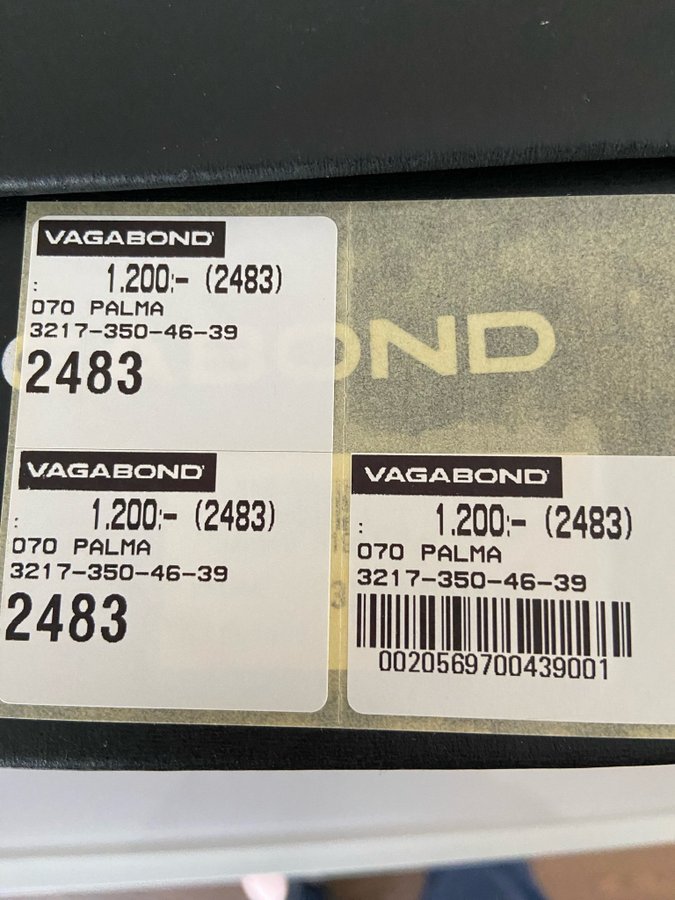 VAGABOND
: 1.200:- (2483)
070 PALMA
3217-350-46-39
2483
BOND
VAGABOND
: 1.200:- (2483)
070 PALMA
3217-350-46-39
2483
VAGABOND
: 1.200:- (2483)
070 PALMA
3217-350-46-39
0020569700439001